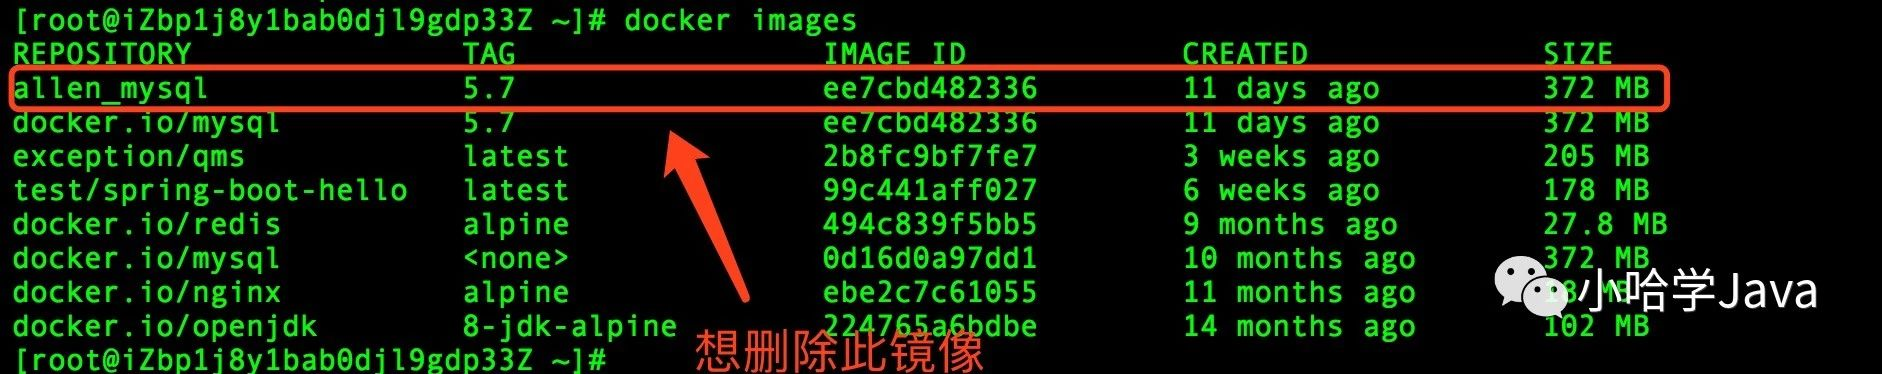 [root@iZbp1j8y1bab0djl9gdp33Z ~]# docker images
REPOSITORY TAG IMAGE ID CREATED SIZE
allen_mysql 5.7 ee7cbd482336 11 days ago 372 MB
docker.io/mysql 5.7 ee7cbd482336 11 days ago 372 MB
exception/qms latest 2b8fc9bf7fe7 3 weeks ago 205 MB
test/spring-boot-hello latest 99c441aff027 6 weeks ago 178 MB
docker.io/redis alpine 494c839f5bb5 9 months ago 27.8 MB
docker.io/mysql <none> 0d16d0a97dd1 10 months ago 372 MB
docker.io/nginx alpine ebe2c7c61055 11 months ago MB
小哈学Java
docker.io/openjdk 8-jdk-alpine 224765a6bdbe 14 months ago 102 MB
[root@iZbp1j8y1bab0djl9gdp33Z ~]#
想删除此镜像